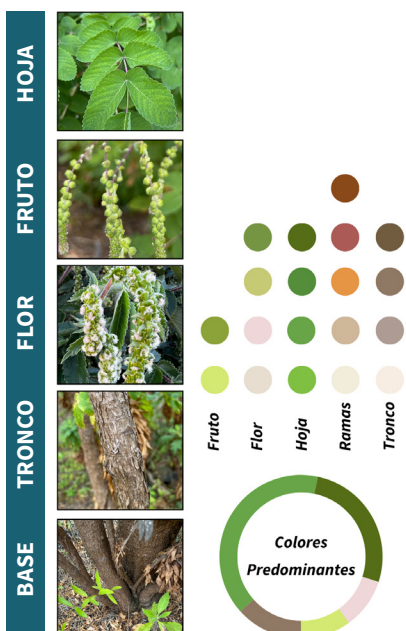 HOJA
FRUTO
FLOR
TRONCO
BASE
Fruto
Flor
Hoja
Ramas
Tronco
Colores
Predominantes